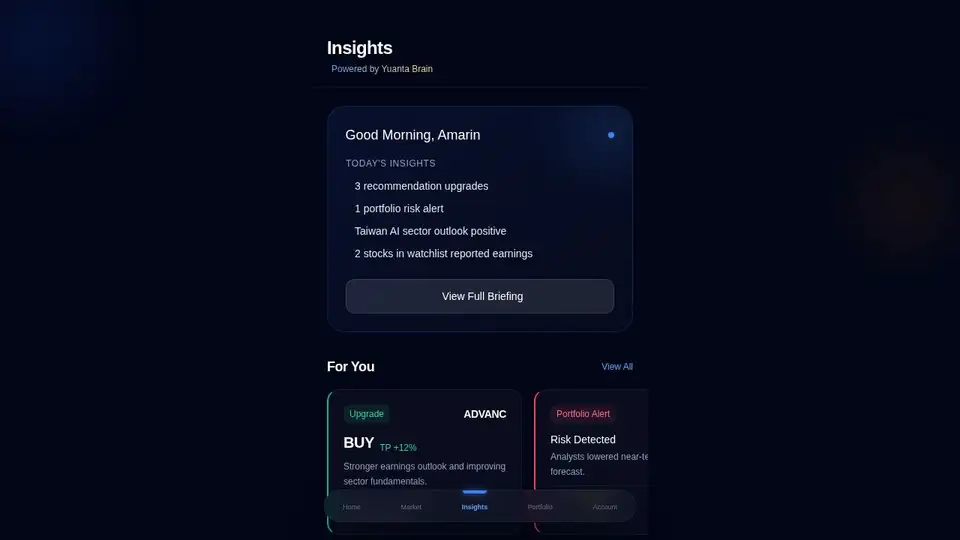 Insights
Powered by Yuanta Brain
Good Morning, Amarin
TODAY'S INSIGHTS
3 recommendation upgrades
1 portfolio risk alert
Taiwan AI sector outlook positive
2 stocks in watchlist reported earnings
View Full Briefing
For You
View All
Upgrade
ADVANC
BUY TP +12%
Stronger earnings outlook and improving
sector fundamentals.
Portfolio Alert
Risk Detected
Analysts lowered near-te
forecast.
Home
Market
Insights
Portfolio
Account